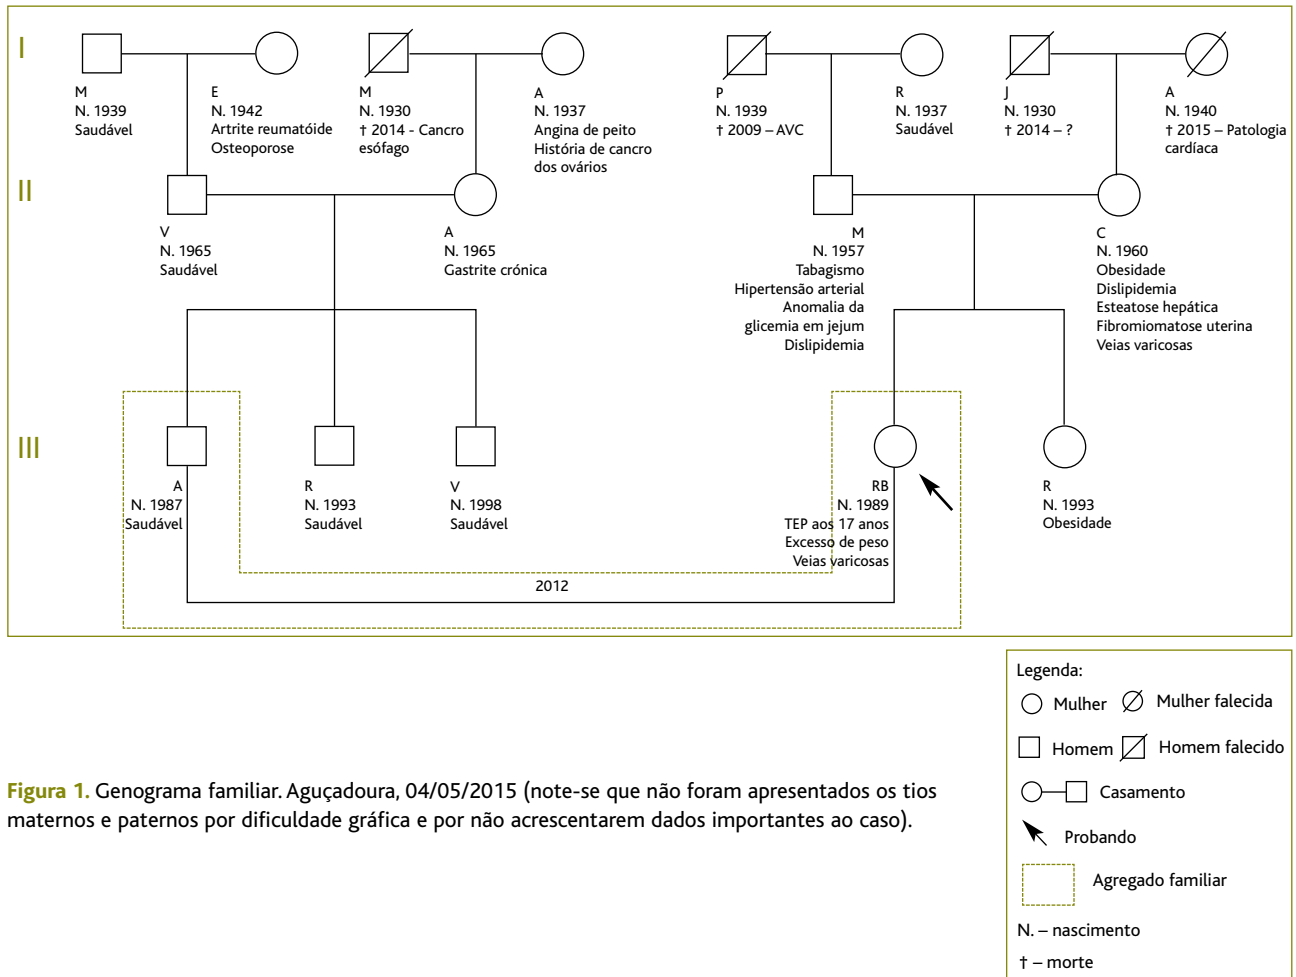 I
M
N. 1939
Saudável
E
N. 1942
Artrite reumatóide
Osteoporose
M
N. 1930
† 2014 - Cancro
esófago
A
N. 1937
Angina de peito
História de cancro
dos ovários
P
N. 1939
† 2009 – AVC
R
N. 1937
Saudável
J
N. 1930
† 2014 – ?
A
N. 1940
† 2015 – Patologia
cardíaca
II
V
N. 1965
Saudável
A
N. 1965
Gastrite crónica
M
N. 1957
Tabagismo
Hipertensão arterial
Anomalia da
glicemia em jejum
Dislipidemia
C
N. 1960
Obesidade
Dislipidemia
Esteatose hepática
Fibromiomatose uterina
Veias varicosas
III
A
N. 1987
Saudável
R
N. 1993
Saudável
V
N. 1998
Saudável
RB
N. 1989
TEP aos 17 anos
Excesso de peso
Veias varicosas
R
N. 1993
Obesidade
2012
Legenda:
Mulher
Mulher falecida
Homem
Homem falecido
Casamento
Probando
Agregado familiar
N. – nascimento
† – morte
Figura 1. Genograma familiar. Aguçadoura, 04/05/2015 (note-se que não foram apresentados os tios
maternos e paternos por dificuldade gráfica e por não acrescentarem dados importantes ao caso).